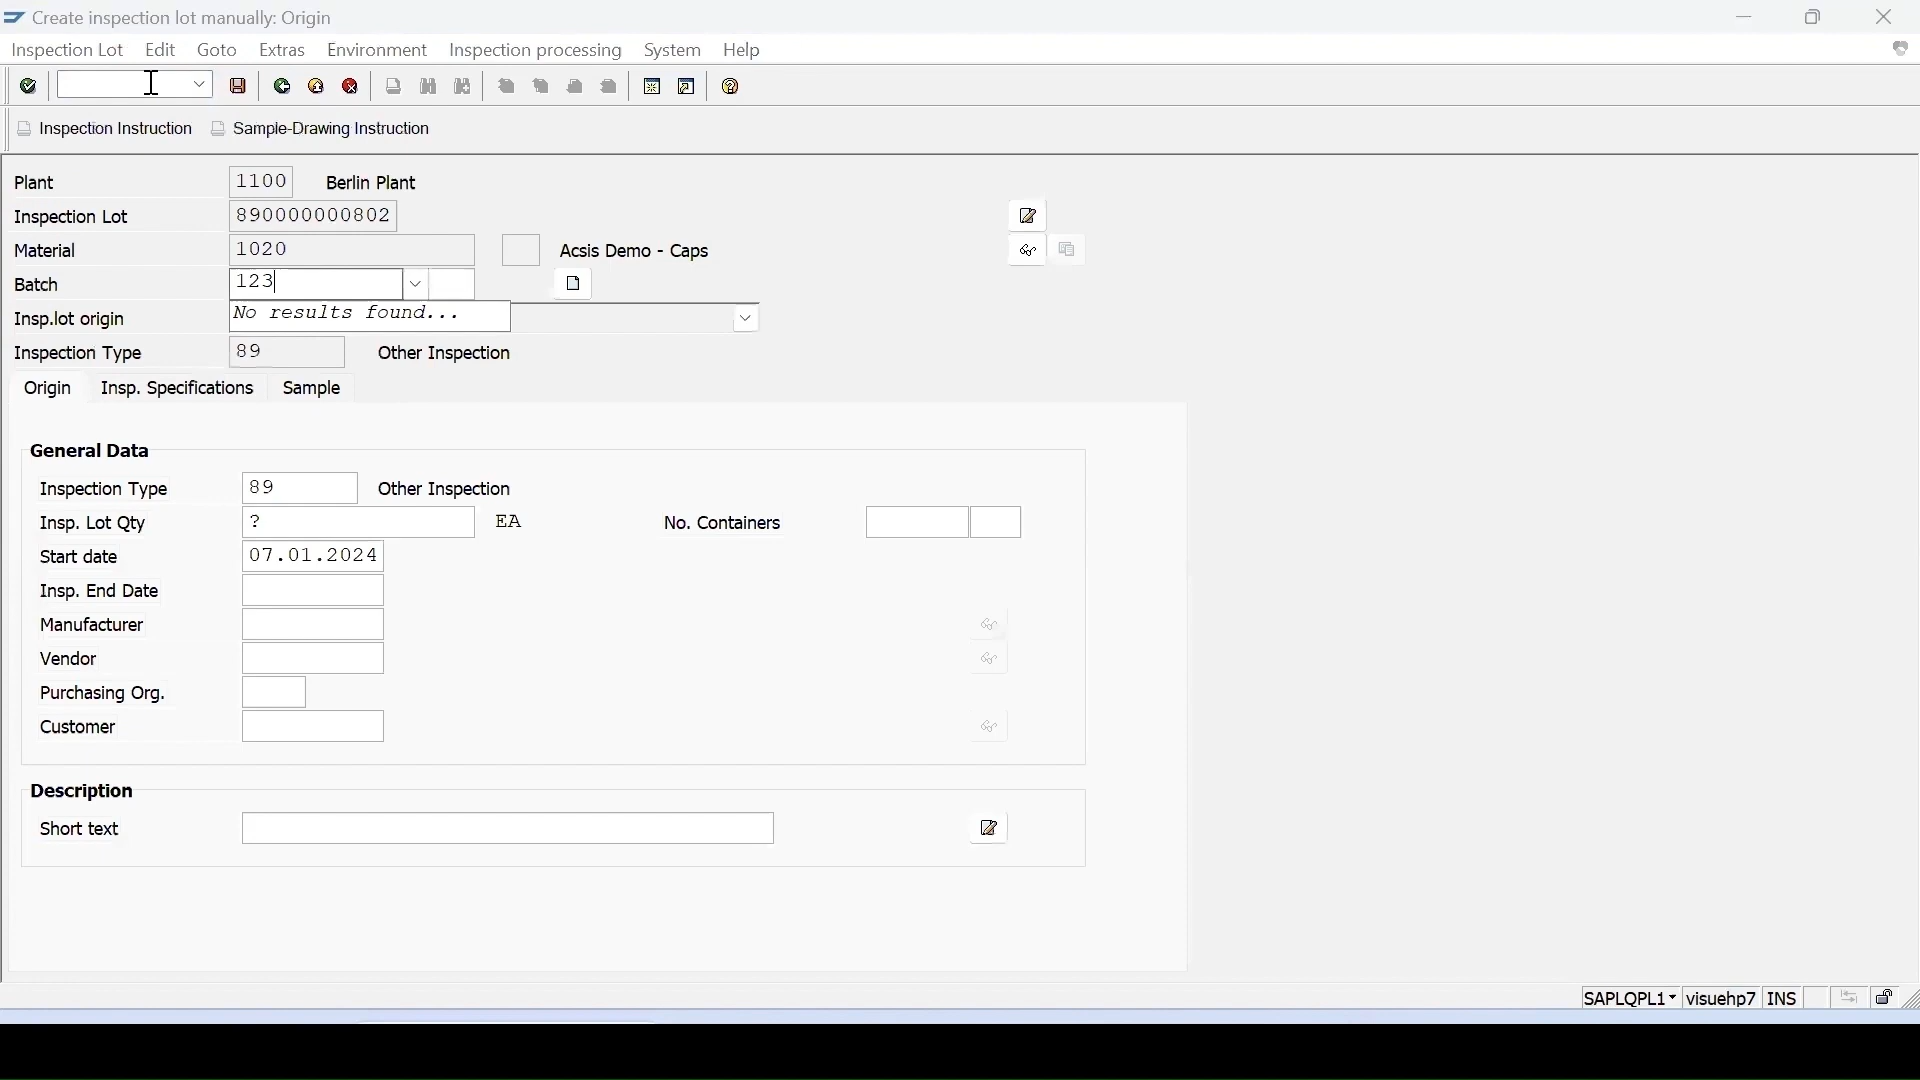 Create inspection lot manually: Origin
Inspection Lot Edit Goto Extras Environment Inspection processing System Help
Inspection Instruction Sample-Drawing Instruction
Plant 1100 Berlin Plant
Inspection Lot 890000000802
Material 1020 Acsis Demo - Caps
Batch 123
Insp.lot origin No results found...
Inspection Type 89 Other Inspection
Origin Insp. Specifications Sample
General Data
Inspection Type 89 Other Inspection
Insp. Lot Qty ? EA No. Containers
Start date 07.01.2024
Insp. End Date
Manufacturer
Vendor
Purchasing Org.
Customer
Description
Short text
SAPLQPL1 visuehp7 INS